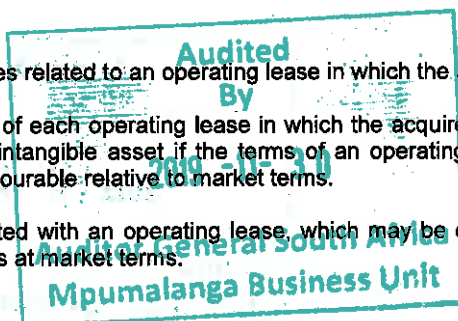 Audited
es related to an operating lease in which the
By
of each operating lease in which the acquire
intangible asset if the terms of an operating
2019 -11- 30
ourable relative to market terms.
ted with an operating lease, which may be
Auditor General South Africa
s at market terms.
Mpumalanga Business Unit